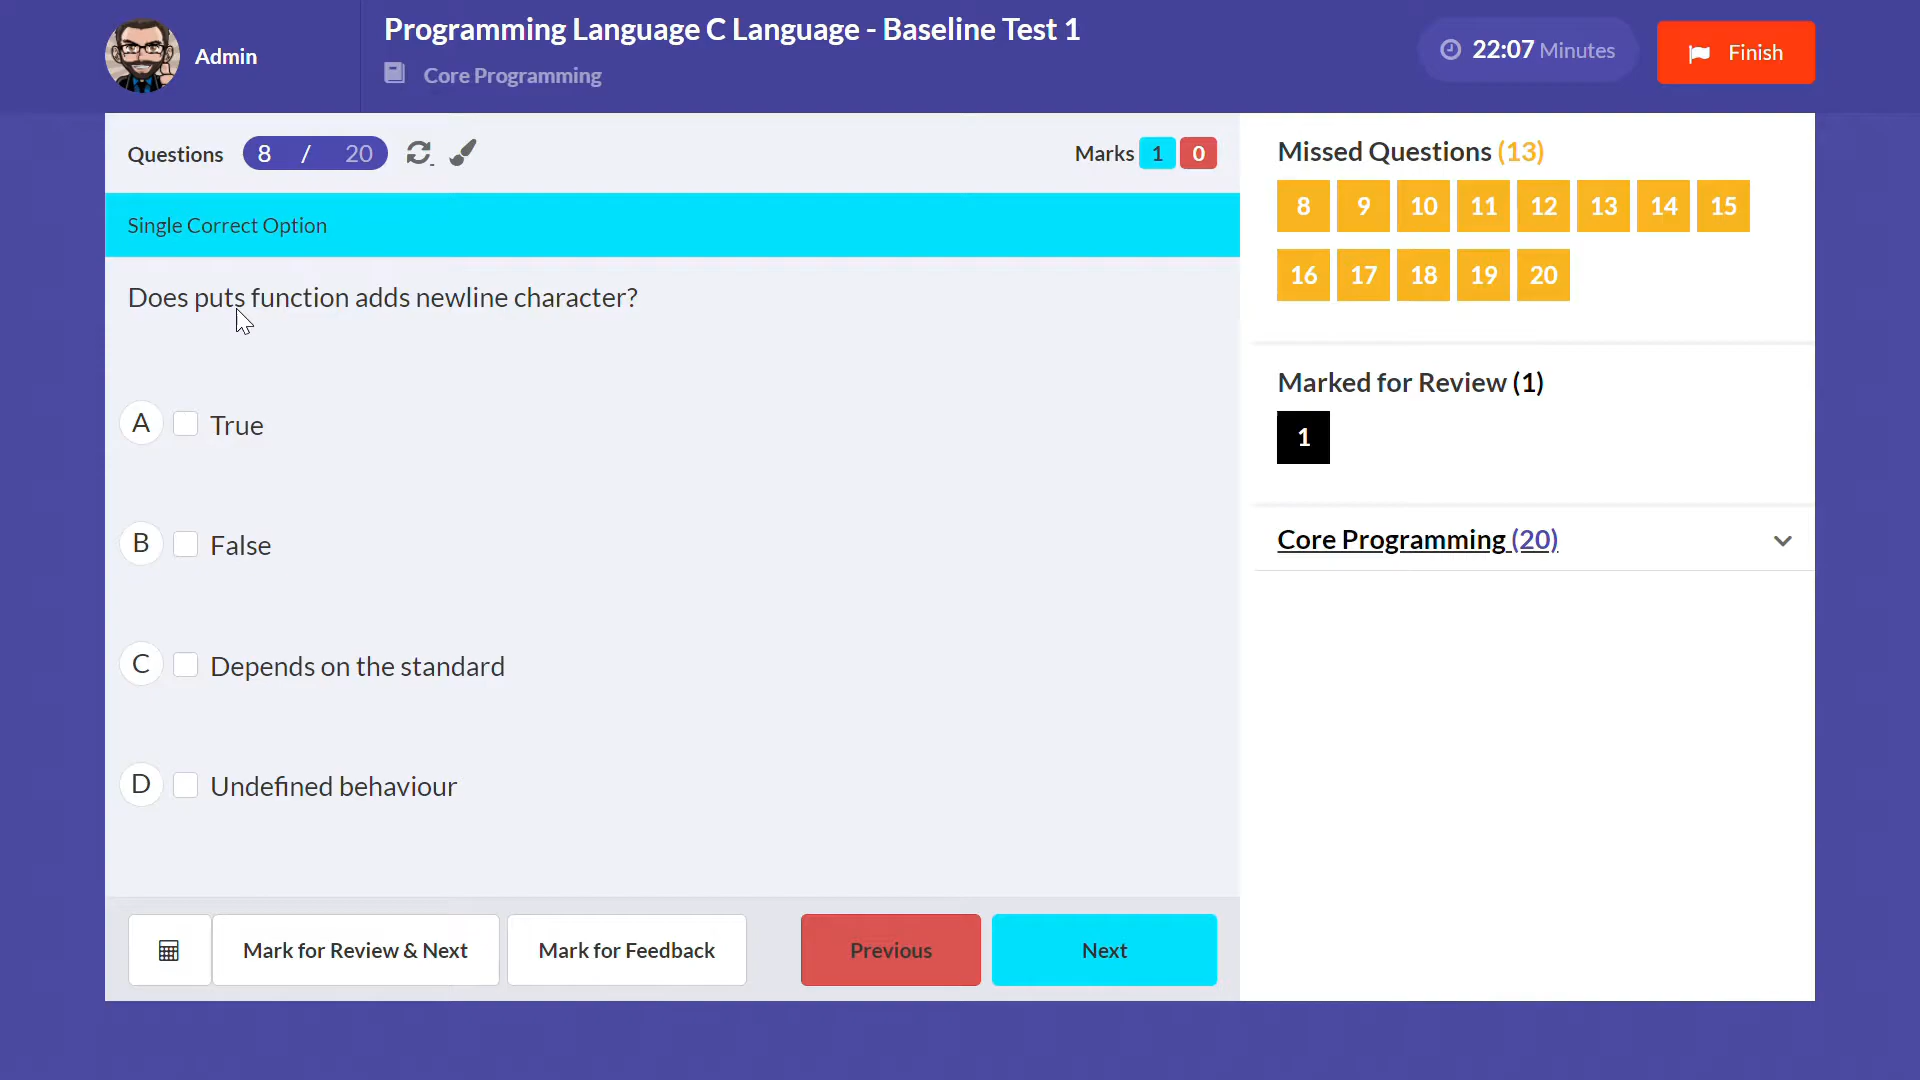 Admin
Programming Language C Language - Baseline Test 1
Core Programming
22:07 Minutes
Finish
Questions 8 / 20
Marks 1 0
Single Correct Option
Does puts function adds newline character?
A True
B False
C Depends on the standard
D Undefined behaviour
Mark for Review & Next
Mark for Feedback
Previous
Next
Missed Questions (13)
8 9 10 11 12 13 14 15
16 17 18 19 20
Marked for Review (1)
1
Core Programming (20)